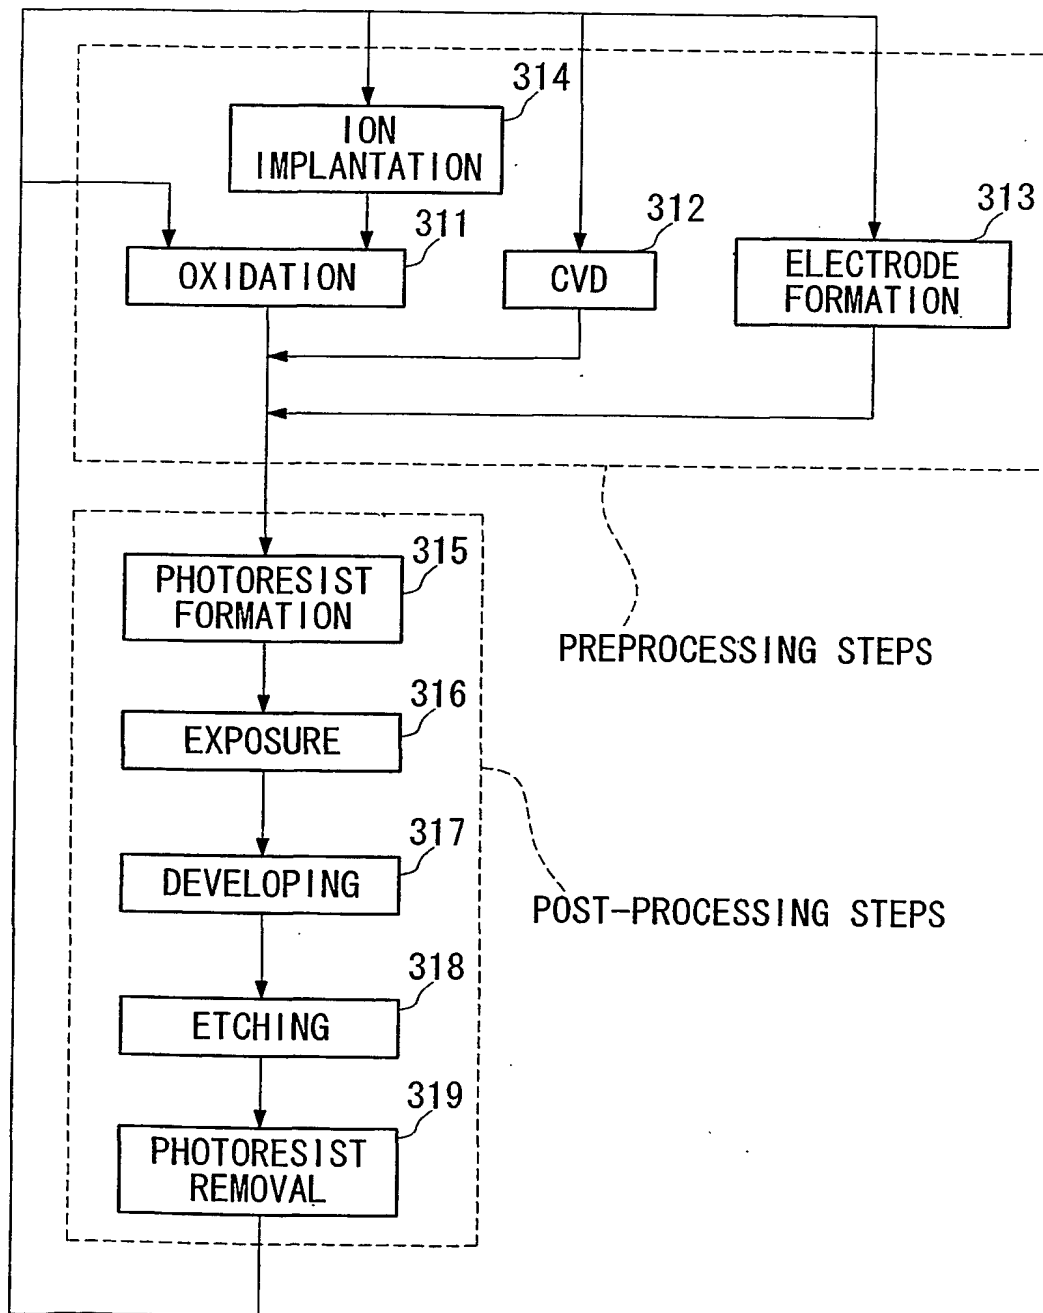 314
ION
IMPLANTATION
311
OXIDATION
312
CVD
313
ELECTRODE
FORMATION
315
PHOTORESIST
FORMATION
PREPROCESSING STEPS
316
EXPOSURE
317
DEVELOPING
POST-PROCESSING STEPS
318
ETCHING
319
PHOTORESIST
REMOVAL